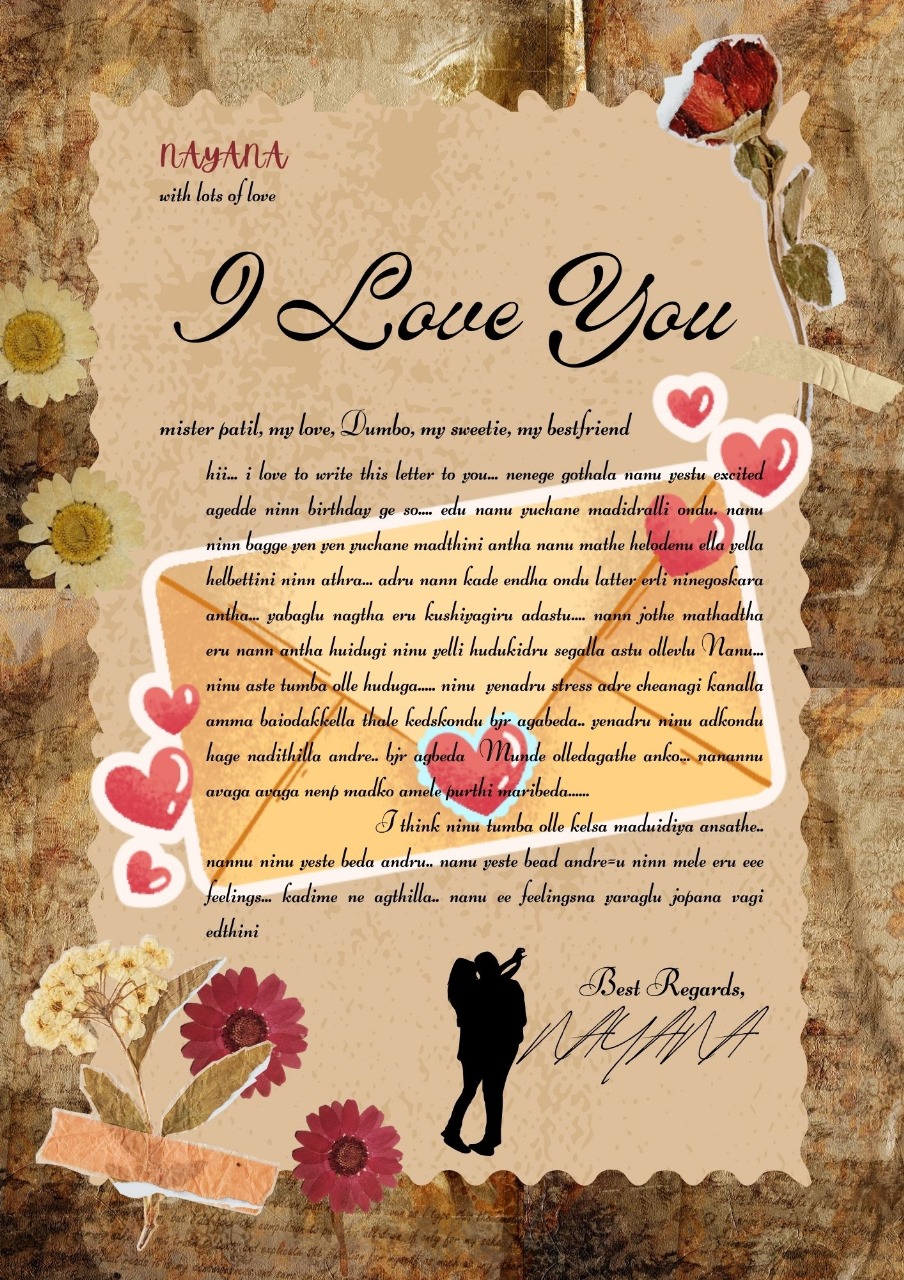 NAYANA
with lots of love
I Love You
mister patil, my love, Dumbo, my sweetie, my bestfriend
hii... i love to write this letter to you... nenege gothala nanu yestu excited
agedde ninn birthday ge so.... edu nanu yuchane madidralli ondu. nanu
ninn bagge yen yen yuchane madthini antha nanu mathe helodenu ella yella
helbettini ninn athra... adru nann kade endha ondu latter erli ninegoskara
antha... yabaglu nagtha eru kushiyagiru adastu.... nann jothe mathadtha
eru nann antha huidugi ninu yelli hudukidru segalla astu ollevlu Nanu...
ninu aste tumba olle huduga..... ninu yenadru stress adre cheanagi kanalla
amma baiodakkella thale kedskondu bjr agabeda.. yenadru ninu adkondu
hage nadithilla andre.. bjr agbeda Munde olledagathe anko... nanannu
avaga avaga nenp madko amele purthi maribeda......
I think ninu tumba olle kelsa maduidiya ansathe..
nannu ninu yeste beda andru.. nanu yeste bead andre=u ninn mele eru eee
feelings... kadime ne agthilla.. nanu ee feelingsna yavaglu jopana vagi
edthini
Best Regards,
NAYANA